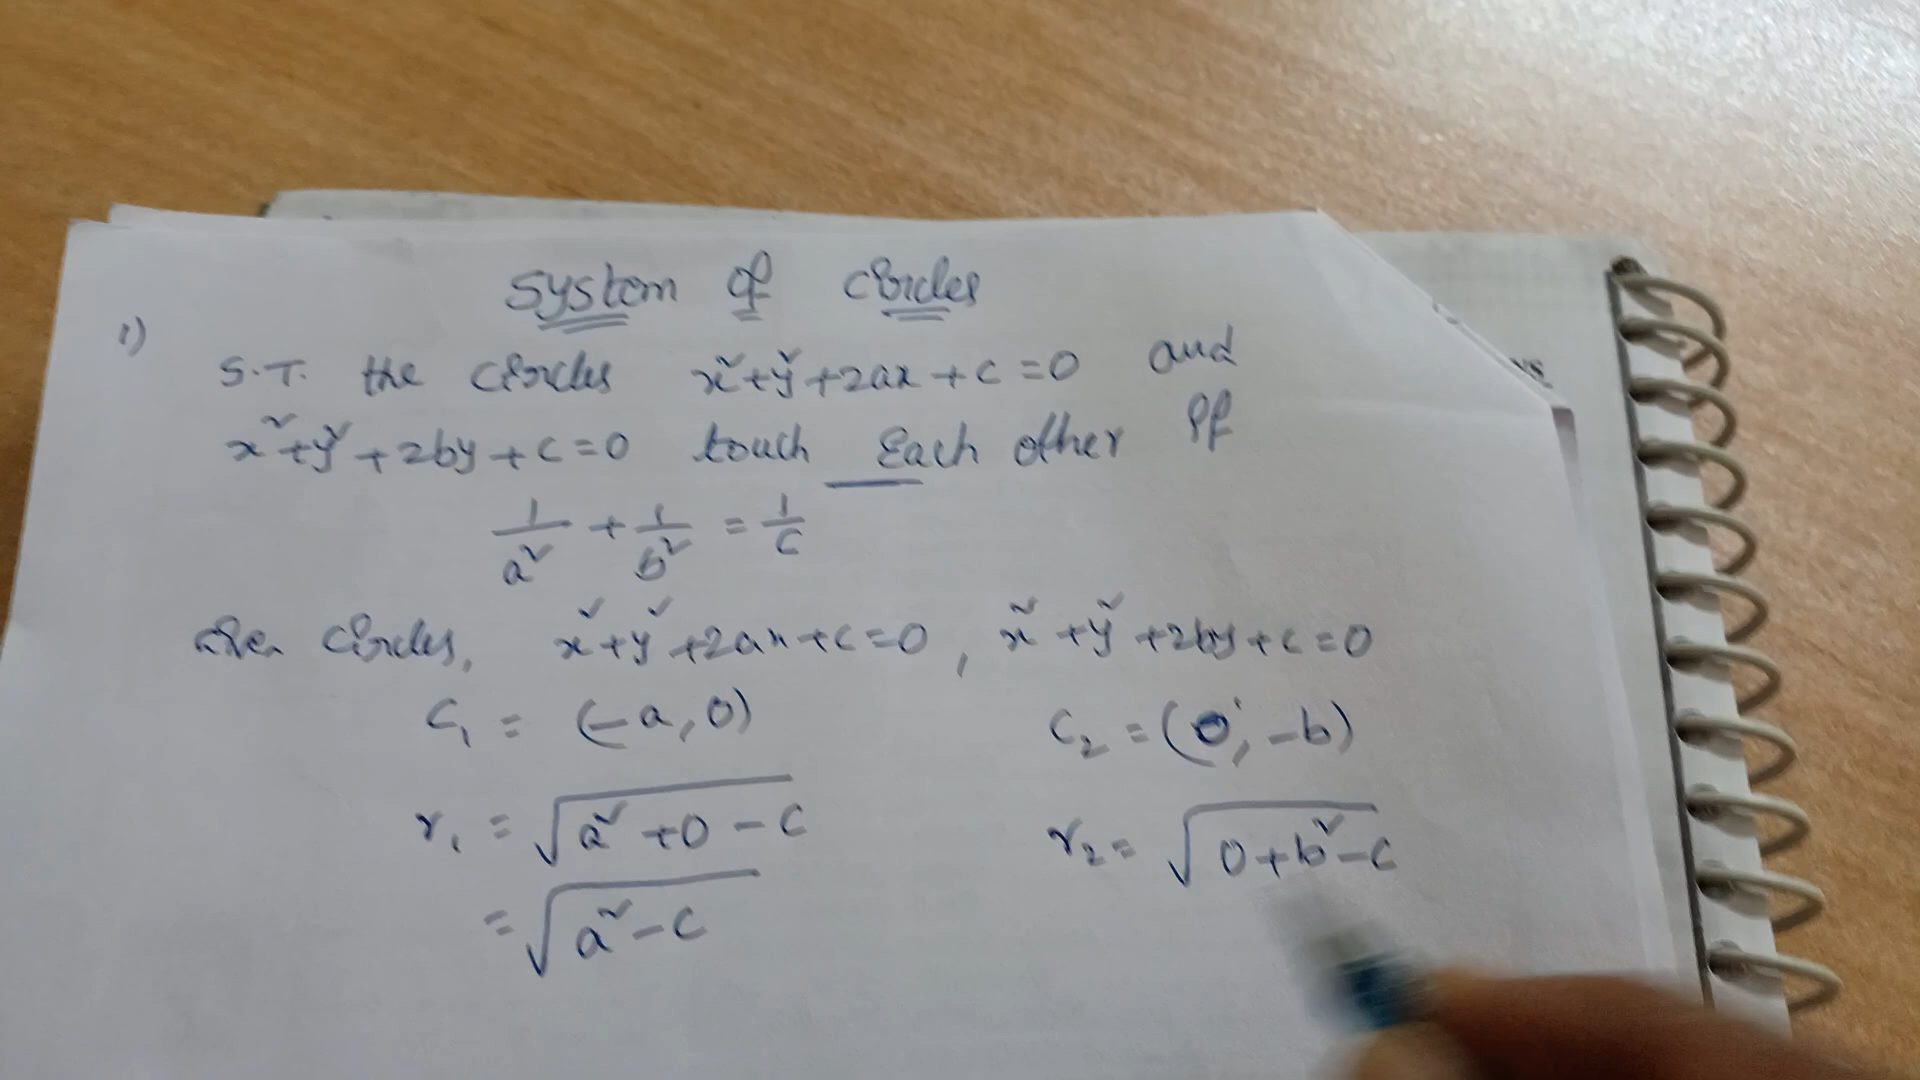 System of Circles
1)
S.T. the circles x²+y²+2ax+c=0 and
x²+y²+2by+c=0 touch Each other if
1/a² + 1/b² = 1/c
Given Circles, x²+y²+2ax+c=0, x²+y²+2by+c=0
C₁ = (-a, 0) C₂ = (0, -b)
r₁ = √(a²+0-c) r₂ = √(0+b²-c)
= √(a²-c)